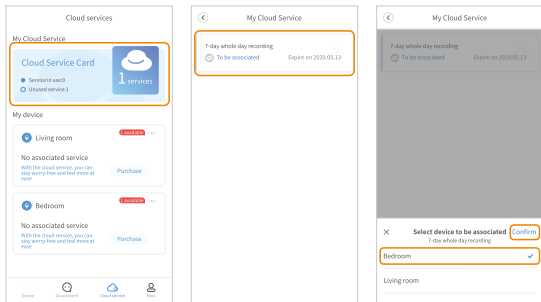 Cloud services
My Cloud Service
Cloud Service Card
Service in use:0
Unused service:1
1 services
My device
1 available
Living room
No associated service
With the cloud service, you can
stay worry-free and feel more at
ease
Purchase
1 available
Bedroom
No associated service
With the cloud service, you can
stay worry-free and feel more at
ease
Purchase
Device
Cloud event
Cloud service
Mine
My Cloud Service
7-day whole day recording
To be associated
Expire on 2020.05.13
My Cloud Service
7-day whole day recording
To be associated
Expire on 2020.05.13
Select device to be associated
Confirm
7-day whole day recording
Bedroom
Living room